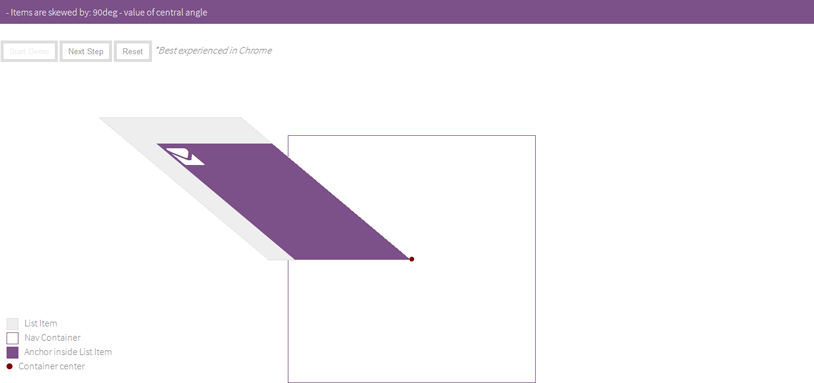 - Items are skewed by: 90deg - value of central angle
Start Demo Next Step Reset *Best experienced in Chrome
List Item
Nav Container
Anchor inside List Item
Container center